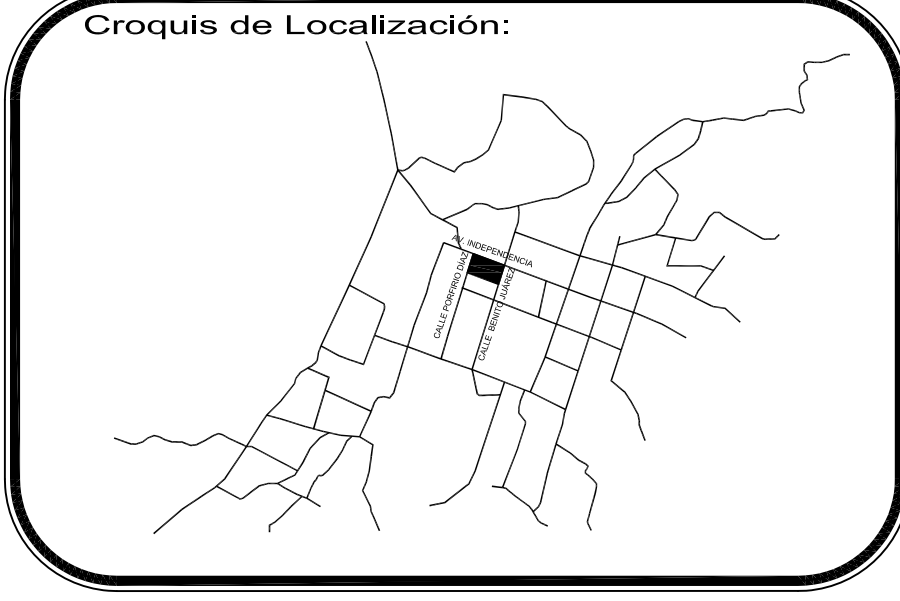 Croquis de Localización:
AV. INDEPENDENCIA
CALLE PORFIRIO DÍAZ
CALLE BENITO JUÁREZ